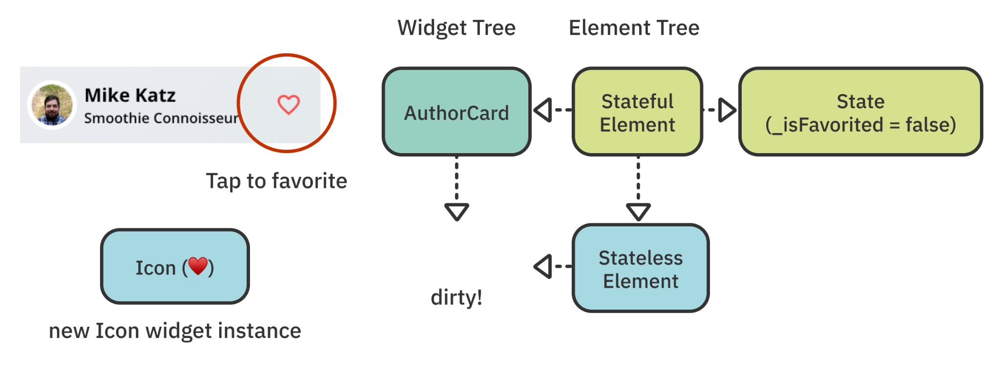 Widget Tree
Element Tree
Mike Katz
Smoothie Connoisseur
Tap to favorite
AuthorCard
Stateful
Element
State
(_isFavorited = false)
Icon (♥)
new Icon widget instance
dirty!
Stateless
Element